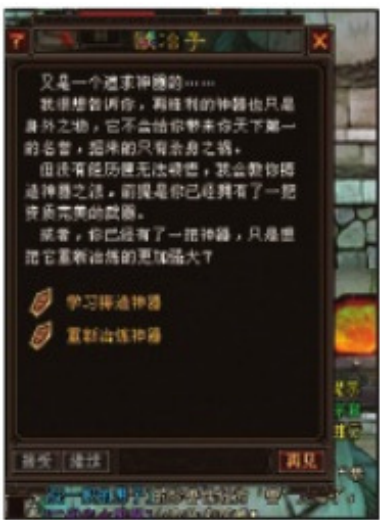 欧冶子
又是一个追求神器的……
我很想告诉你，再胜利的神器也只是
身外之物，它不会给你带来你天下第一
的名誉，招来的只有杀身之祸。
但没有经历便无法领悟，我会教你铸
造神器之法，前提是你已经拥有了一把
资质完美的武器。
或者，你已经有了一把神器，只是想
把它重新冶炼的更加强大？
学习铸造神器
重新冶炼神器
接受 继续
再见